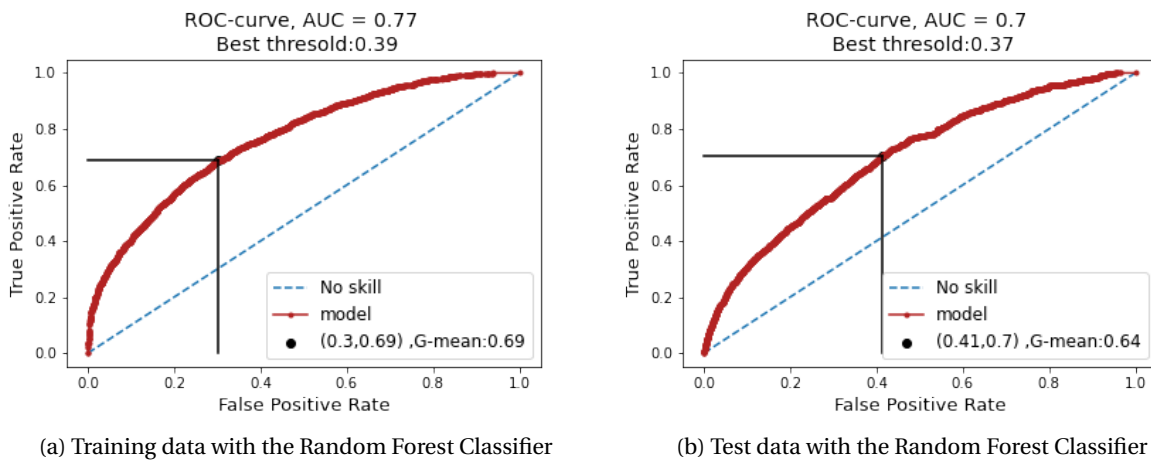 ROC-curve, AUC = 0.77
Best thresold:0.39
True Positive Rate
1.0
0.8
0.6
0.4
0.2
0.0
No skill
model
(0.3,0.69) ,G-mean:0.69
0.0 0.2 0.4 0.6 0.8 1.0
False Positive Rate
(a) Training data with the Random Forest Classifier
ROC-curve, AUC = 0.7
Best thresold:0.37
True Positive Rate
1.0
0.8
0.6
0.4
0.2
0.0
No skill
model
(0.41,0.7) ,G-mean:0.64
0.0 0.2 0.4 0.6 0.8 1.0
False Positive Rate
(b) Test data with the Random Forest Classifier